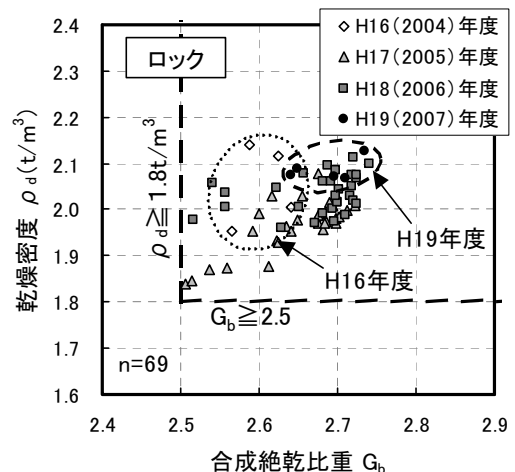 2.4
2.3
2.2
2.1
2.0
1.9
1.8
1.7
1.6
乾燥密度 ρd(t/m³)
ロック
◇ H16(2004)年度
▲ H17(2005)年度
■ H18(2006)年度
● H19(2007)年度
ρd≧1.8t/m³
H19年度
H16年度
Gb≧2.5
n=69
2.4 2.5 2.6 2.7 2.8 2.9
合成絶乾比重 Gb